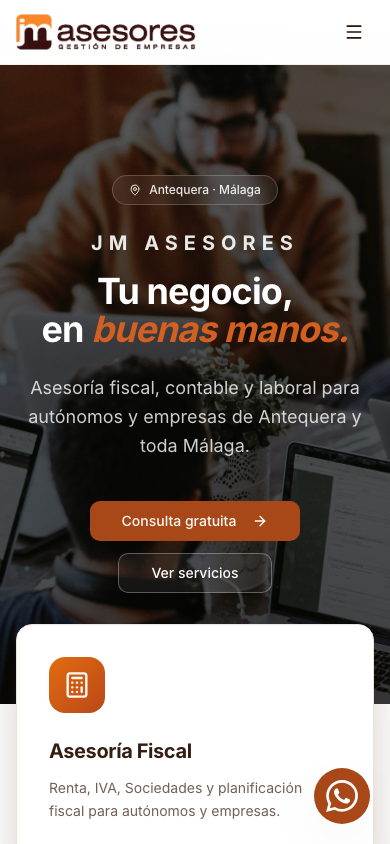 jm asesores
GESTIÓN DE EMPRESAS
Antequera · Málaga
JM ASESORES
Tu negocio,
en buenas manos.
Asesoría fiscal, contable y laboral para
autónomos y empresas de Antequera y
toda Málaga.
Consulta gratuita
Ver servicios
Asesoría Fiscal
Renta, IVA, Sociedades y planificación
fiscal para autónomos y empresas.